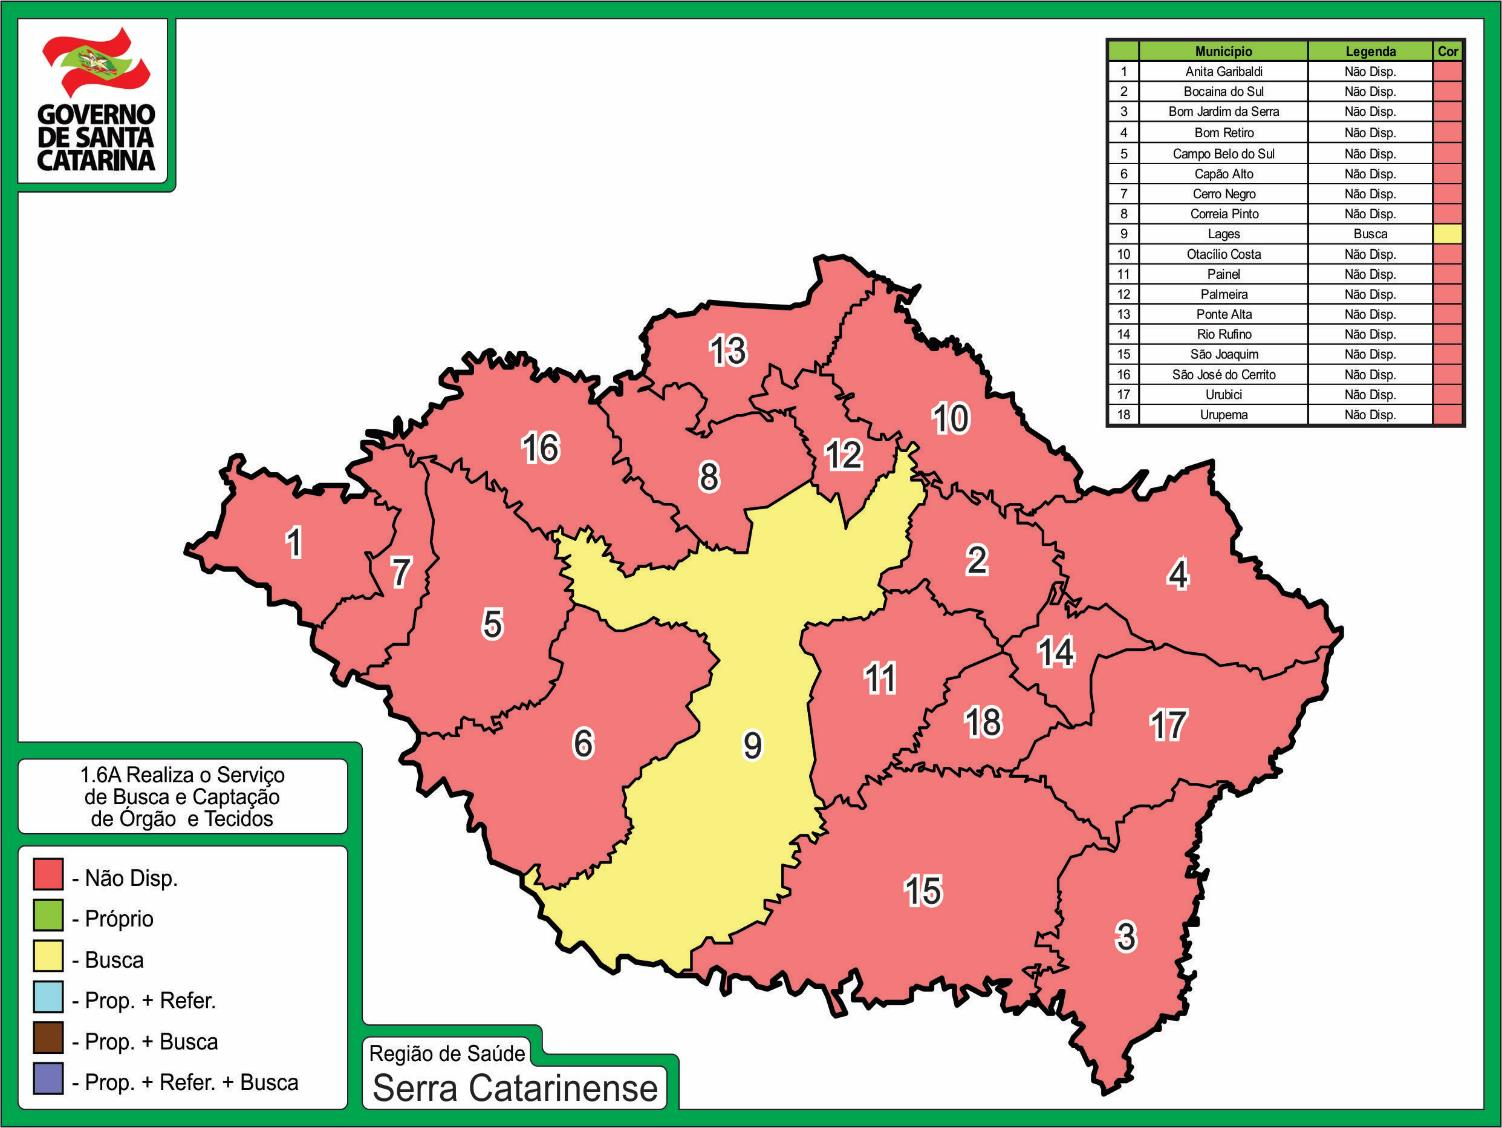 GOVERNO
DE SANTA
CATARINA
Município Legenda Cor
1 Anita Garibaldi Não Disp.
2 Bocaina do Sul Não Disp.
3 Bom Jardim da Serra Não Disp.
4 Bom Retiro Não Disp.
5 Campo Belo do Sul Não Disp.
6 Capão Alto Não Disp.
7 Cerro Negro Não Disp.
8 Correia Pinto Não Disp.
9 Lages Busca
10 Otacílio Costa Não Disp.
11 Painel Não Disp.
12 Palmeira Não Disp.
13 Ponte Alta Não Disp.
14 Rio Rufino Não Disp.
15 São Joaquim Não Disp.
16 São José do Cerrito Não Disp.
17 Urubici Não Disp.
18 Urupema Não Disp.
13
10
16
12
8
1
2
7
4
5
14
11
18
17
6
9
15
3
1.6A Realiza o Serviço
de Busca e Captação
de Órgão e Tecidos
- Não Disp.
- Próprio
- Busca
- Prop. + Refer.
- Prop. + Busca
- Prop. + Refer. + Busca
Região de Saúde
Serra Catarinense